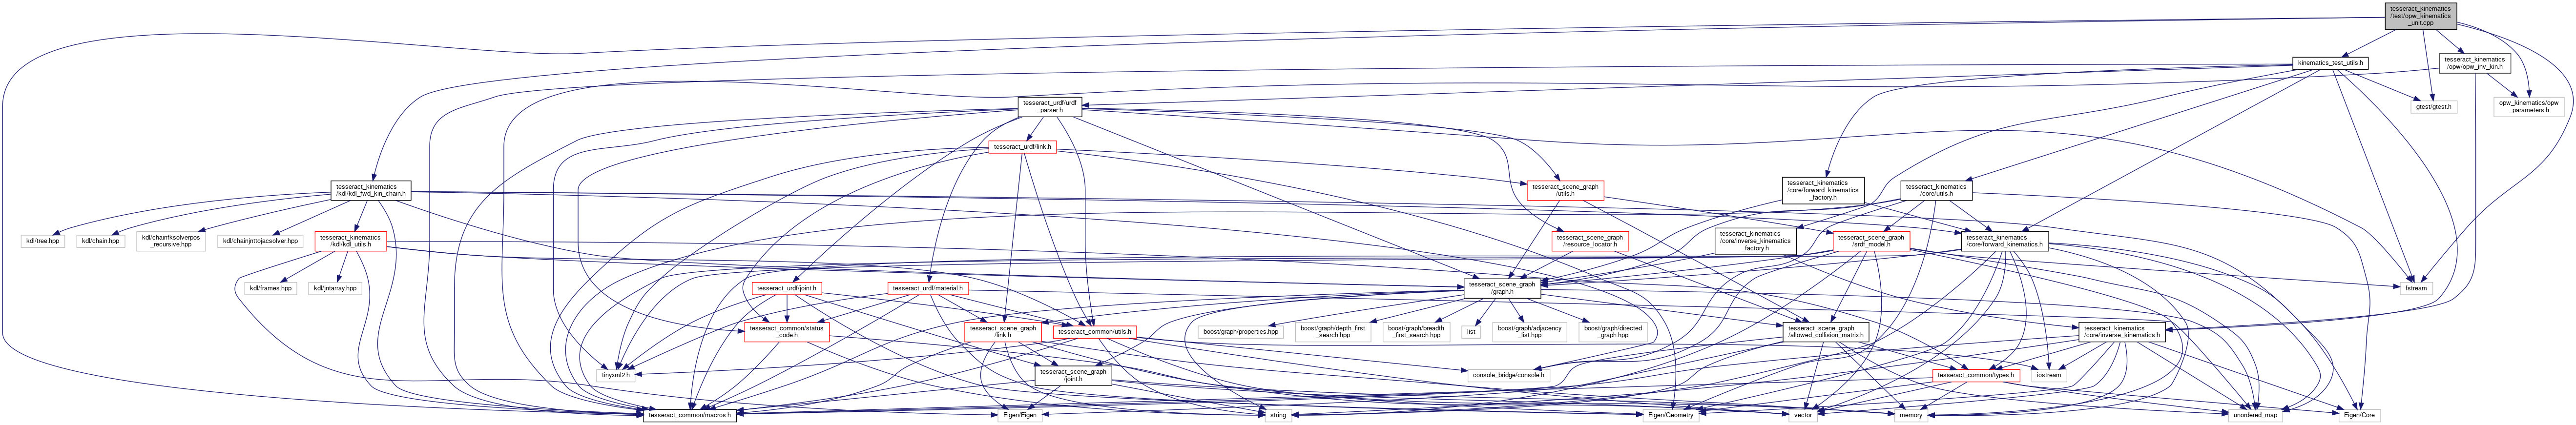 tesseract_kinematics
/test/opw_kinematics
_unit.cpp
kinematics_test_utils.h
tesseract_kinematics
/opw/opw_inv_kin.h
tesseract_urdf/urdf
_parser.h
gtest/gtest.h
opw_kinematics/opw
_parameters.h
tesseract_urdf/link.h
tesseract_kinematics
/kdl/kdl_fwd_kin_chain.h
tesseract_scene_graph
/utils.h
tesseract_kinematics
/core/forward_kinematics
_factory.h
tesseract_kinematics
/core/utils.h
kdl/tree.hpp
kdl/chain.hpp
kdl/chainfksolverpos
_recursive.hpp
kdl/chainjnttojacsolver.hpp
tesseract_kinematics
/kdl/kdl_utils.h
tesseract_scene_graph
/resource_locator.h
tesseract_kinematics
/core/inverse_kinematics
_factory.h
tesseract_scene_graph
/srdf_model.h
tesseract_kinematics
/core/forward_kinematics.h
kdl/frames.hpp
kdl/jntarray.hpp
tesseract_urdf/joint.h
tesseract_urdf/material.h
tesseract_scene_graph
/graph.h
fstream
tesseract_common/status
_code.h
tesseract_scene_graph
/link.h
tesseract_common/utils.h
boost/graph/properties.hpp
boost/graph/depth_first
_search.hpp
boost/graph/breadth
_first_search.hpp
list
boost/graph/adjacency
_list.hpp
boost/graph/directed
_graph.hpp
tesseract_scene_graph
/allowed_collision_matrix.h
tesseract_kinematics
/core/inverse_kinematics.h
tinyxml2.h
tesseract_scene_graph
/joint.h
console_bridge/console.h
tesseract_common/types.h
iostream
tesseract_common/macros.h
Eigen/Eigen
string
Eigen/Geometry
vector
memory
unordered_map
Eigen/Core